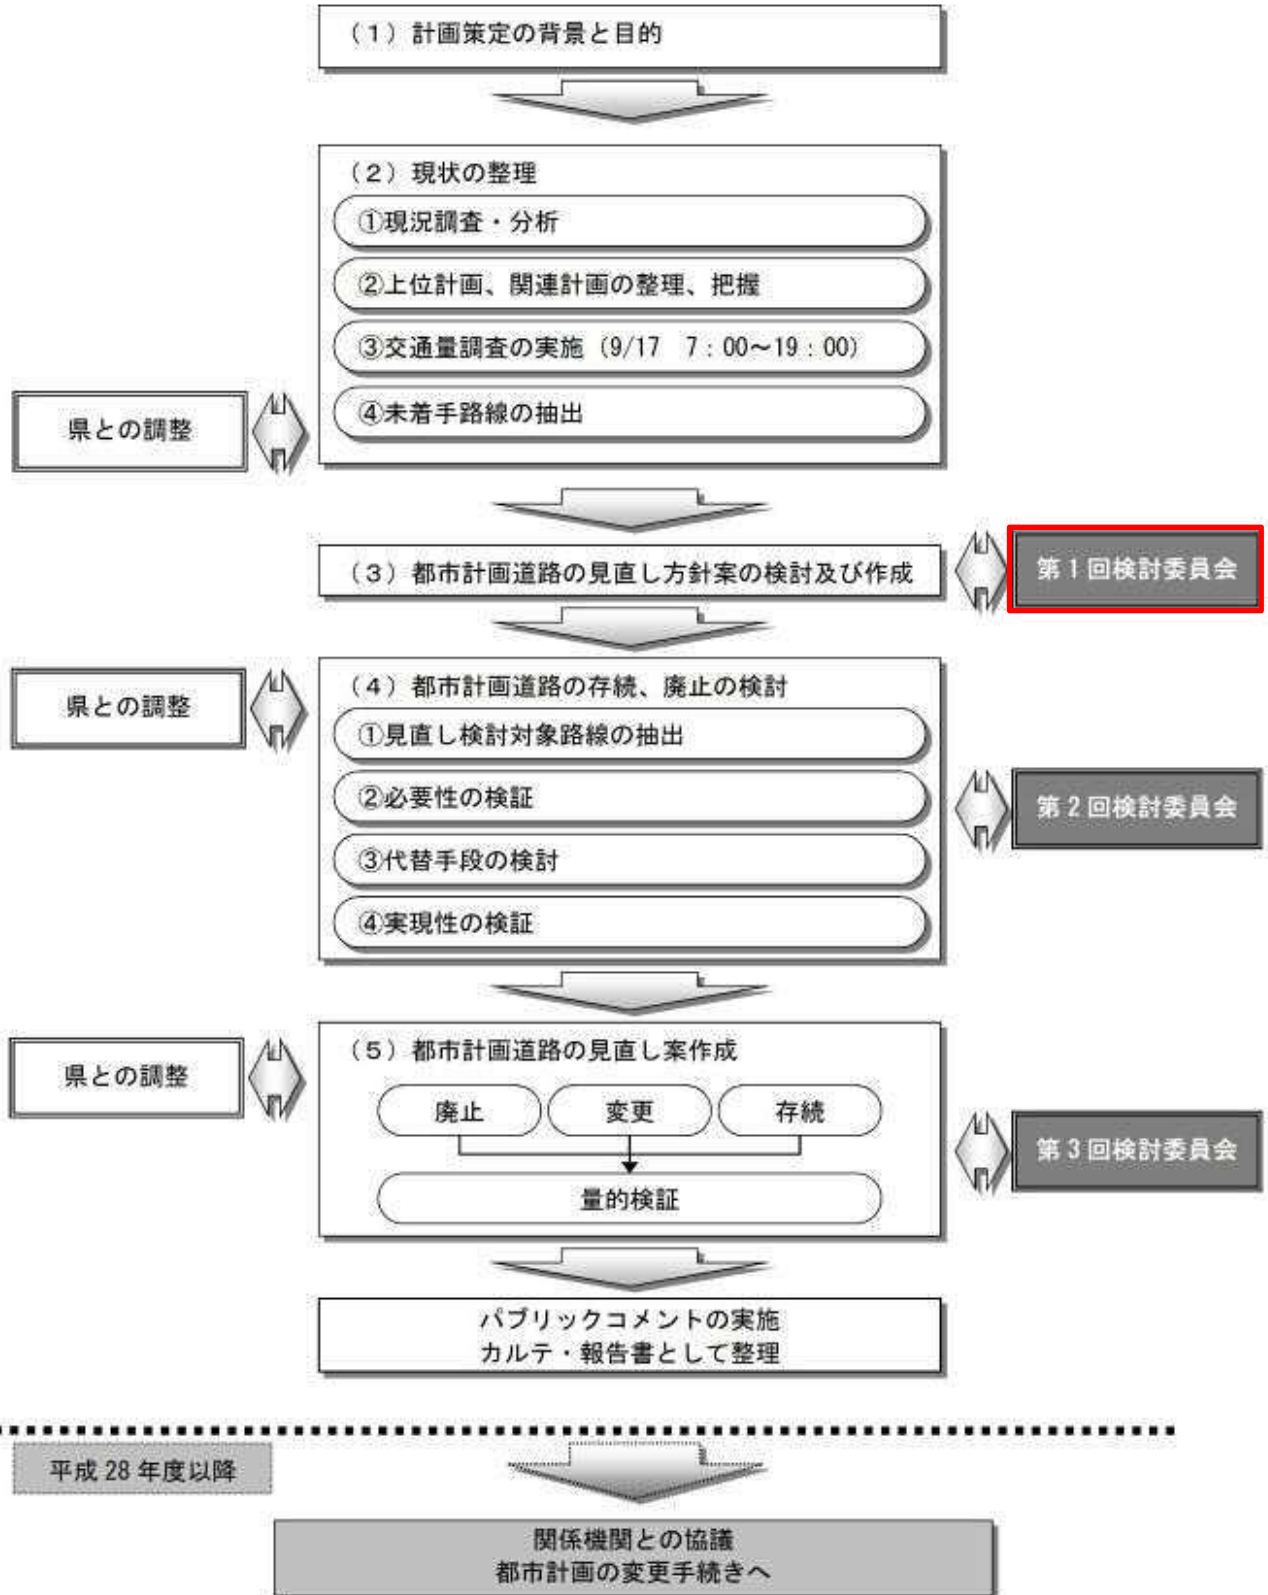 （１）計画策定の背景と目的
（２）現状の整理
①現況調査・分析
②上位計画、関連計画の整理、把握
③交通量調査の実施（9/17　7：00～19：00）
④未着手路線の抽出
県との調整
（３）都市計画道路の見直し方針案の検討及び作成
第１回検討委員会
（４）都市計画道路の存続、廃止の検討
県との調整
①見直し検討対象路線の抽出
②必要性の検証
第２回検討委員会
③代替手段の検討
④実現性の検証
（５）都市計画道路の見直し案作成
県との調整
廃止
変更
存続
第３回検討委員会
量的検証
パブリックコメントの実施
カルテ・報告書として整理
平成28年度以降
関係機関との協議
都市計画の変更手続きへ